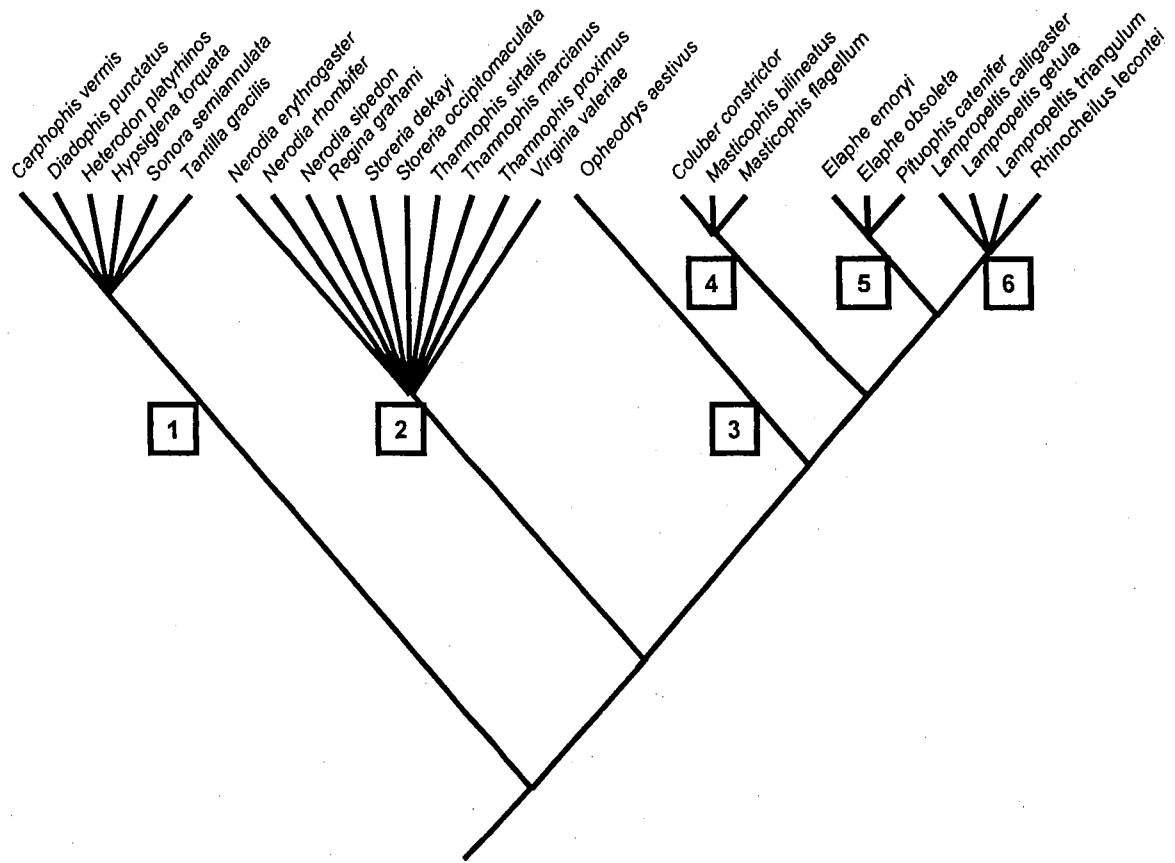 Carphophis vermis
Diadophis punctatus
Heterodon platyrhinos
Hypsiglena torquata
Sonora semiannulata
Tantilla gracilis
Nerodia erythrogaster
Nerodia rhombifer
Nerodia sipedon
Regina grahami
Storeria dekayi
Storeria occipitomaculata
Thamnophis sirtalis
Thamnophis marcianus
Thamnophis proximus
Virginia valeriae
Opheodrys aestivus
Coluber constrictor
Masticophis bilineatus
Masticophis flagellum
Elaphe emoryi
Elaphe obsoleta
Pituophis catenifer
Lampropeltis calligaster
Lampropeltis getula
Lampropeltis triangulum
Rhinocheilus lecontei
4
5
6
1
2
3